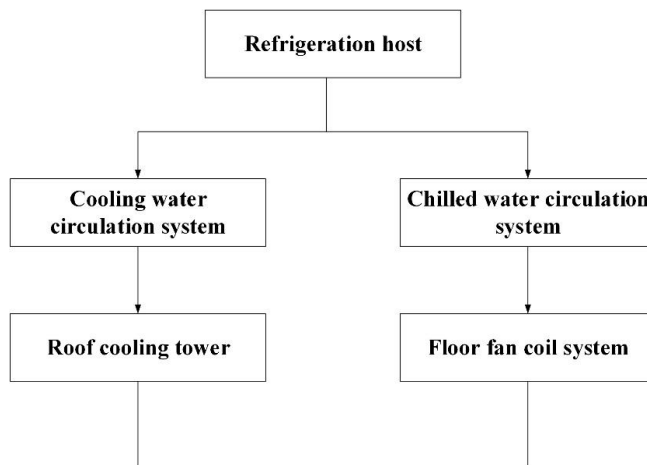 Refrigeration host
Cooling water
circulation system
Chilled water circulation
system
Roof cooling tower
Floor fan coil system